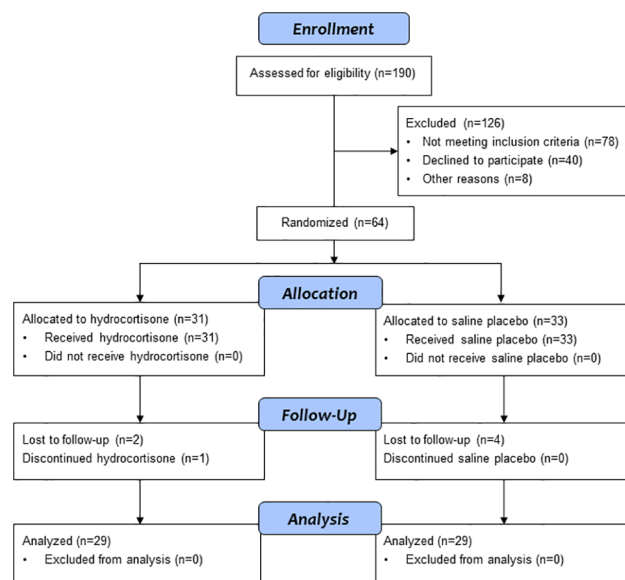 Enrollment
Assessed for eligibility (n=190)
Excluded (n=126)
• Not meeting inclusion criteria (n=78)
• Declined to participate (n=40)
• Other reasons (n=8)
Randomized (n=64)
Allocation
Allocated to hydrocortisone (n=31)
• Received hydrocortisone (n=31)
• Did not receive hydrocortisone (n=0)
Allocated to saline placebo (n=33)
• Received saline placebo (n=33)
• Did not receive saline placebo (n=0)
Follow-Up
Lost to follow-up (n=2)
Discontinued hydrocortisone (n=1)
Lost to follow-up (n=4)
Discontinued saline placebo (n=0)
Analysis
Analyzed (n=29)
• Excluded from analysis (n=0)
Analyzed (n=29)
• Excluded from analysis (n=0)